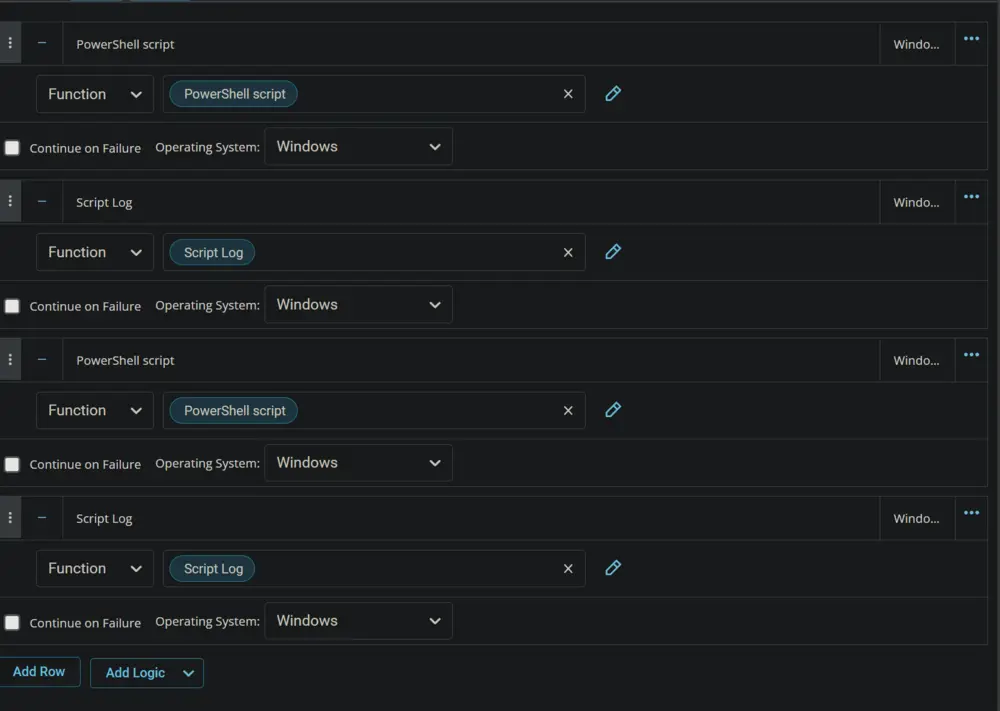 PowerShell script Windo...
Function PowerShell script
Continue on Failure Operating System: Windows
Script Log Windo...
Function Script Log
Continue on Failure Operating System: Windows
PowerShell script Windo...
Function PowerShell script
Continue on Failure Operating System: Windows
Script Log Windo...
Function Script Log
Continue on Failure Operating System: Windows
Add Row Add Logic